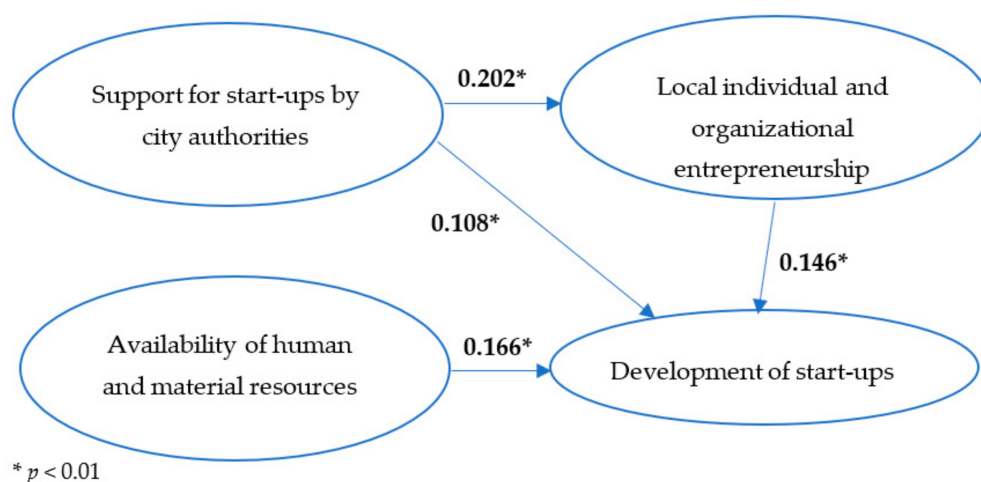 Support for start-ups by
city authorities
0.202*
Local individual and
organizational
entrepreneurship
0.108*
0.146*
Availability of human
and material resources
0.166*
Development of start-ups
* p < 0.01